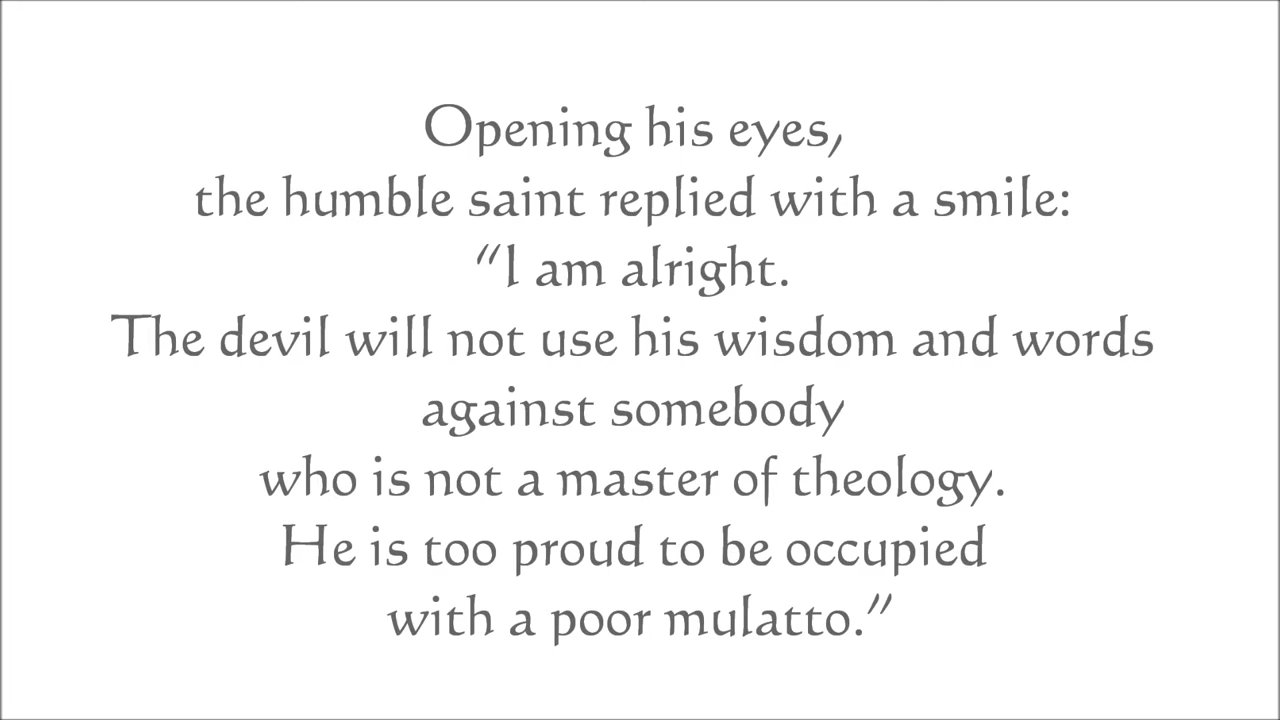 Opening his eyes,
the humble saint replied with a smile:
“I am alright.
The devil will not use his wisdom and words
against somebody
who is not a master of theology.
He is too proud to be occupied
with a poor mulatto.”